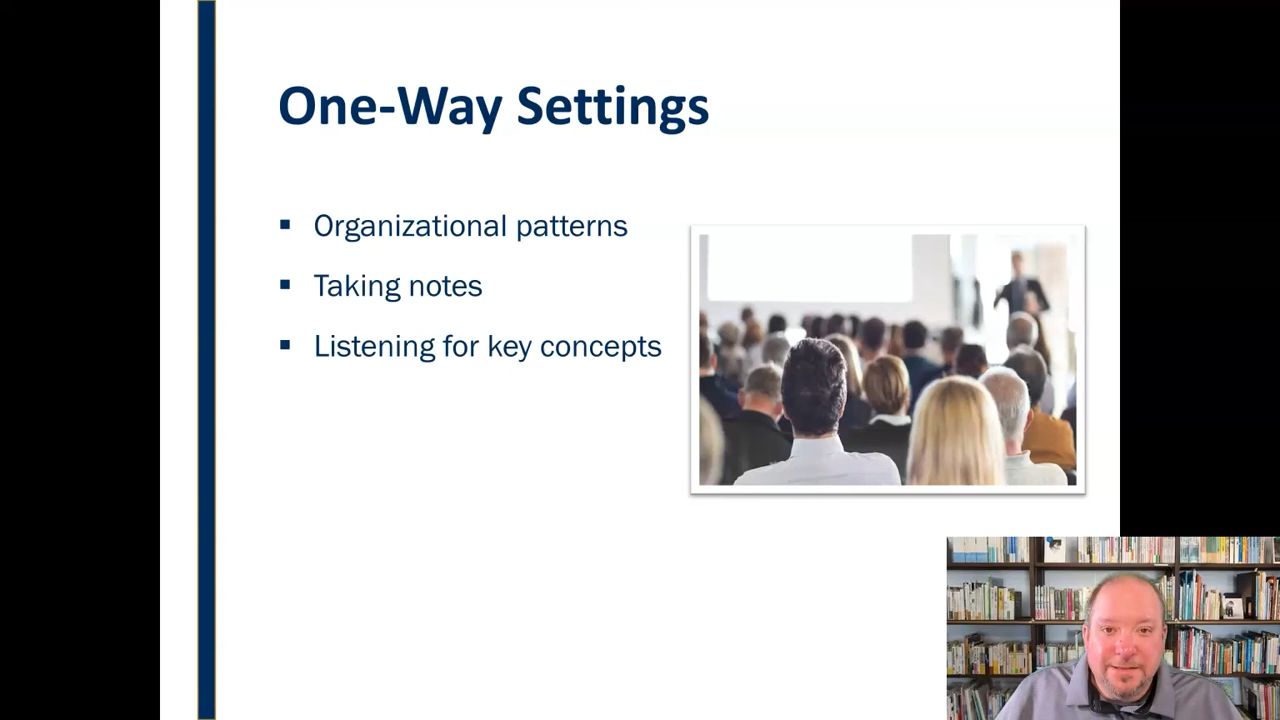 One-Way Settings
▪ Organizational patterns
▪ Taking notes
▪ Listening for key concepts